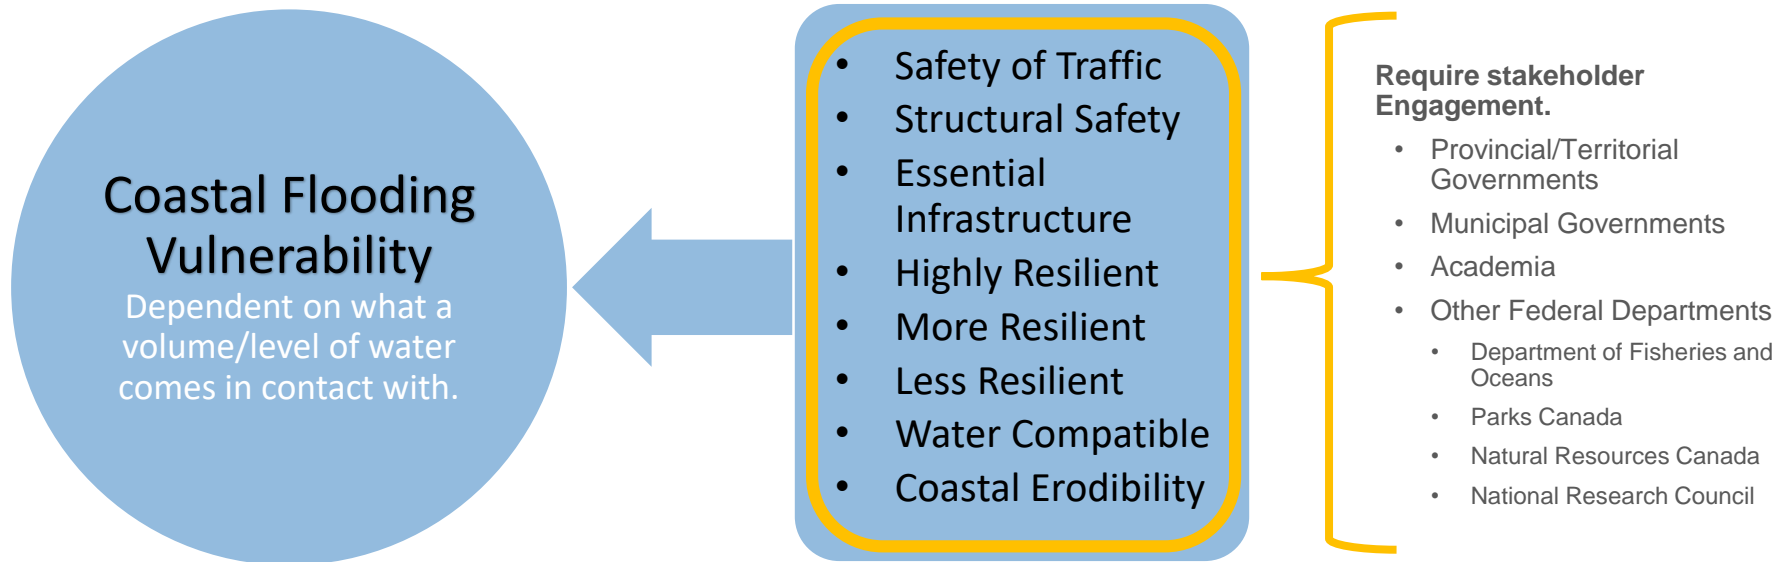 Coastal Flooding
Vulnerability
Dependent on what a
volume/level of water
comes in contact with.
• Safety of Traffic
• Structural Safety
• Essential
Infrastructure
• Highly Resilient
• More Resilient
• Less Resilient
• Water Compatible
• Coastal Erodibility
Require stakeholder
Engagement.
• Provincial/Territorial
Governments
• Municipal Governments
• Academia
• Other Federal Departments
• Department of Fisheries and
Oceans
• Parks Canada
• Natural Resources Canada
• National Research Council